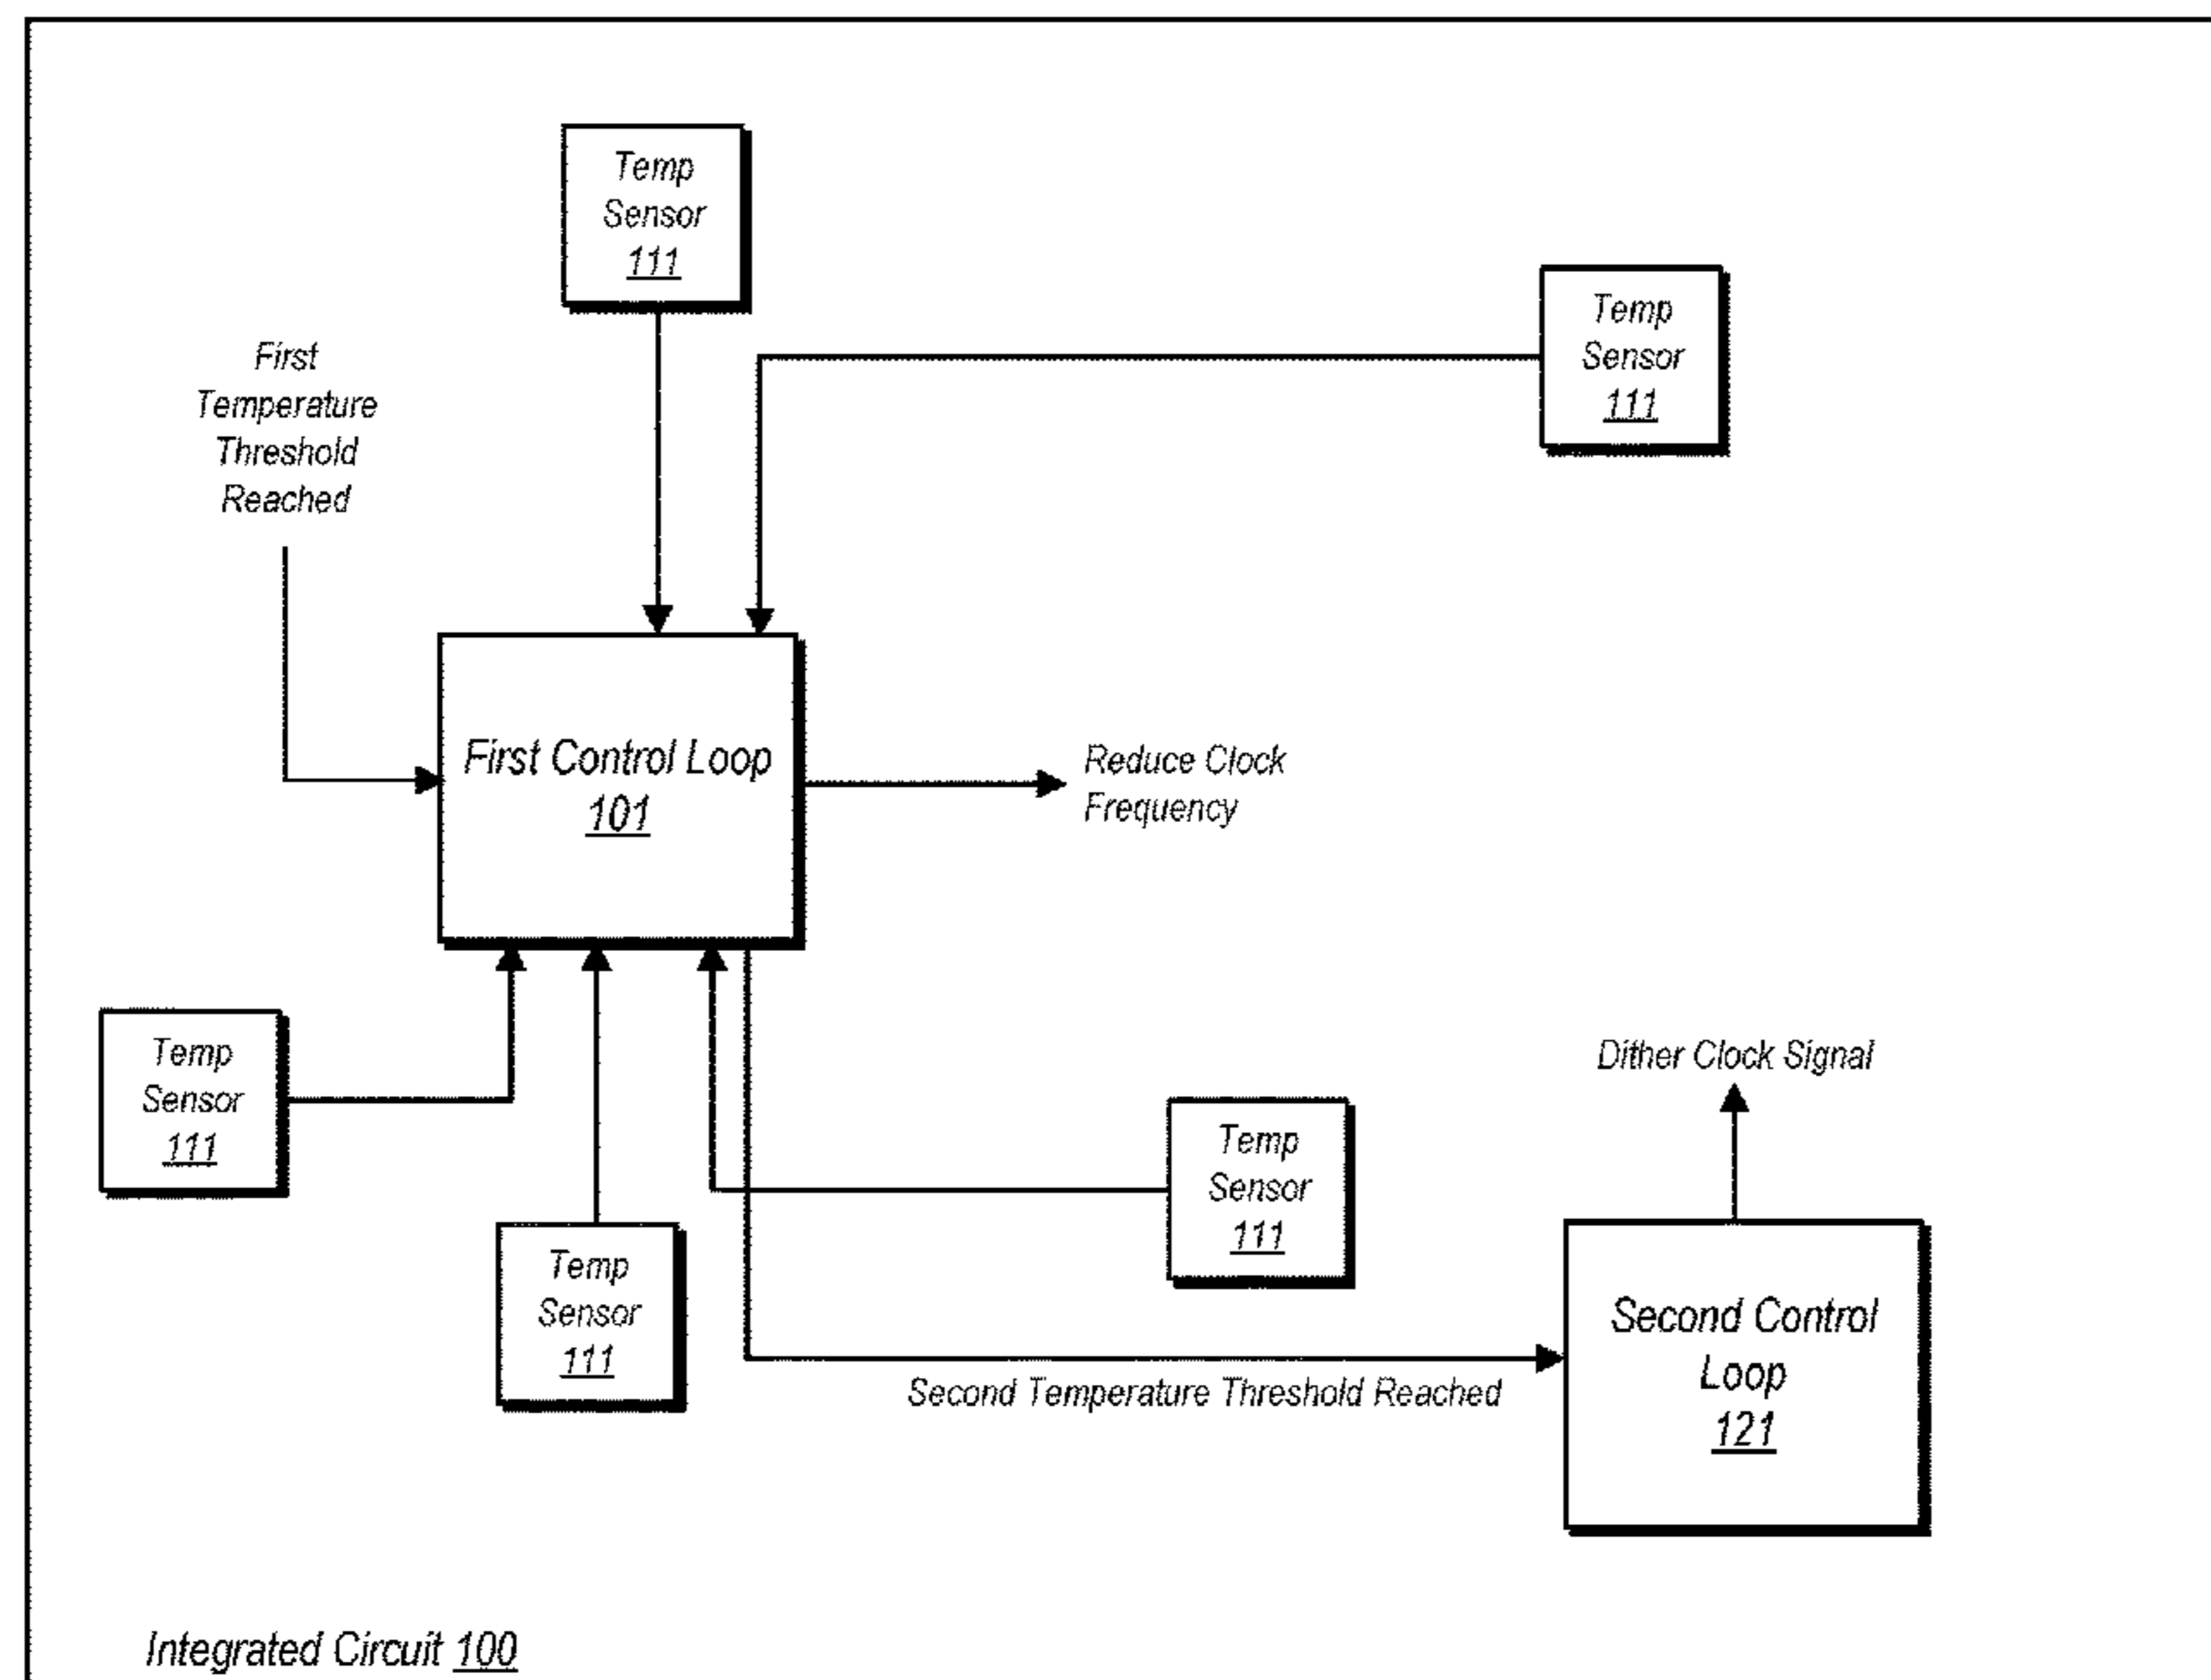 Temp
Sensor
111
Temp
Sensor
111
First
Temperature
Threshold
Reached
First Control Loop
101
Reduce Clock
Frequency
Temp
Sensor
111
Dither Clock Signal
Temp
Sensor
111
Temp
Sensor
111
Second Control
Loop
121
Second Temperature Threshold Reached
Integrated Circuit 100